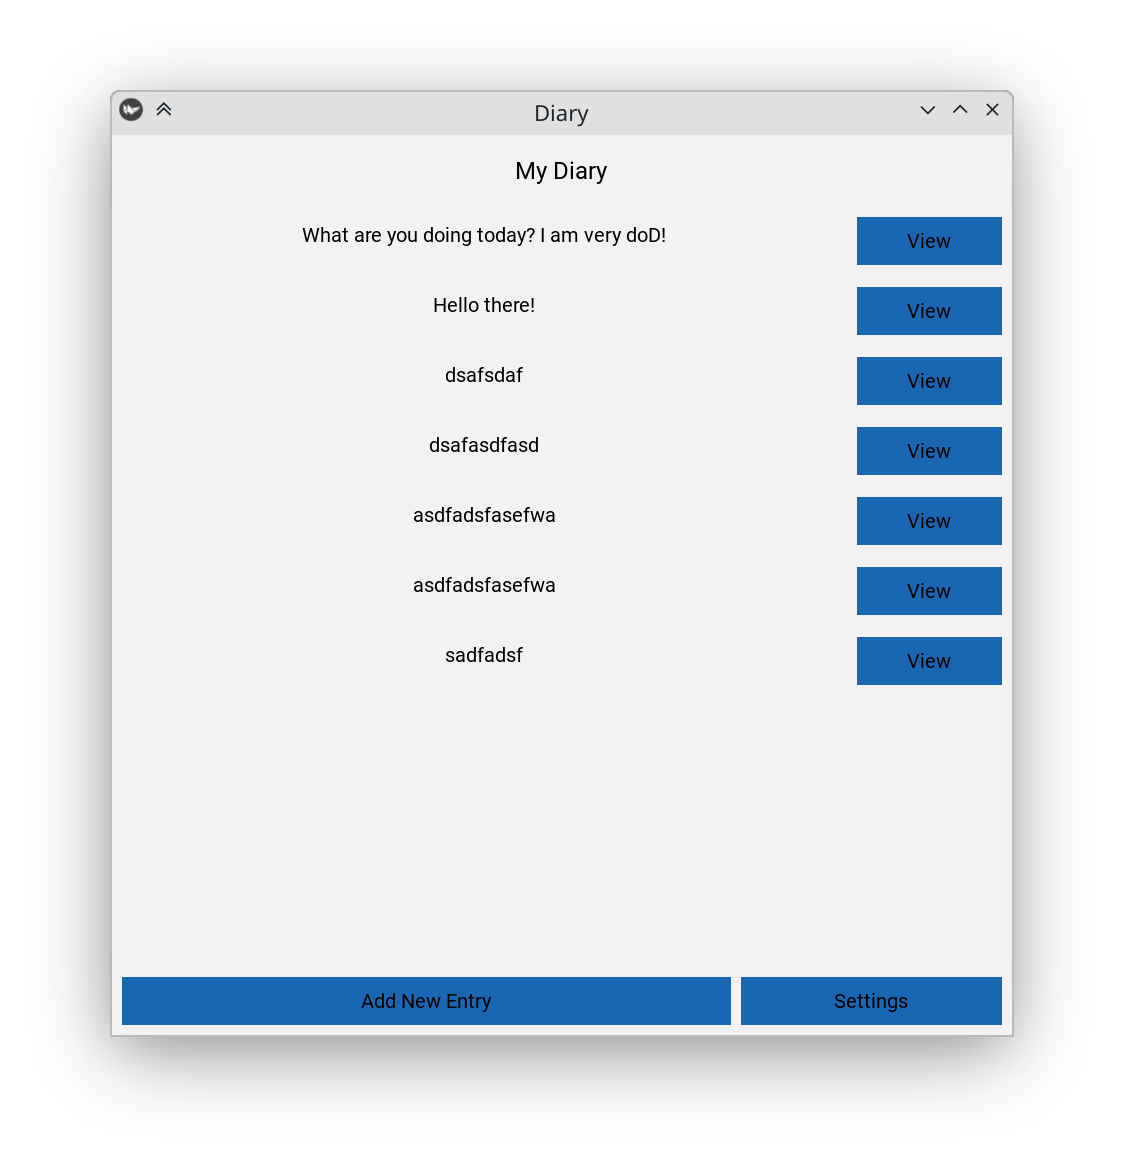 Diary
My Diary
What are you doing today? I am very doD!
View
Hello there!
View
dsafsdaf
View
dsafasdfasd
View
asdfadsfasefwa
View
asdfadsfasefwa
View
sadfadsf
View
Add New Entry
Settings